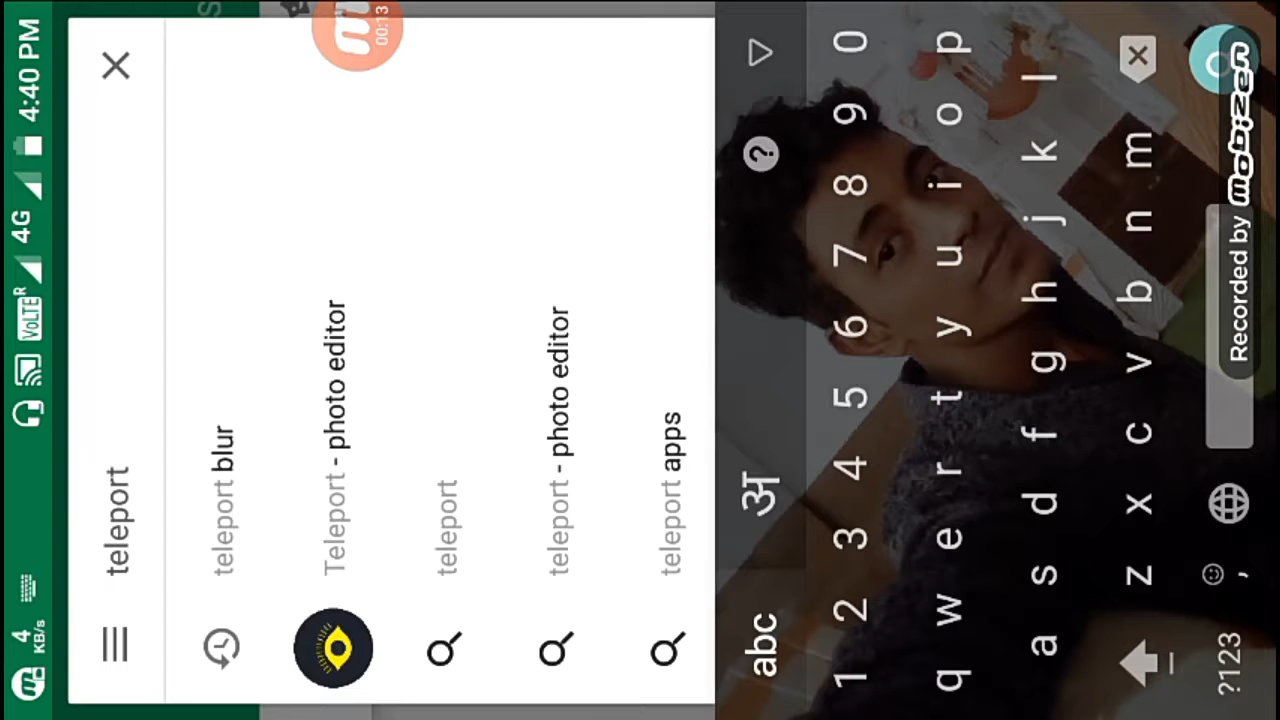 4 KB/s VoLTE R 4G 4:40 PM
00:13
teleport
teleport blur
Teleport - photo editor
teleport
teleport - photo editor
teleport apps
abc अ ?
1 2 3 4 5 6 7 8 9 0
q w e r t y u i o p
a s d f g h j k l
z x c v b n m
?123 ,
Recorded by mobizen